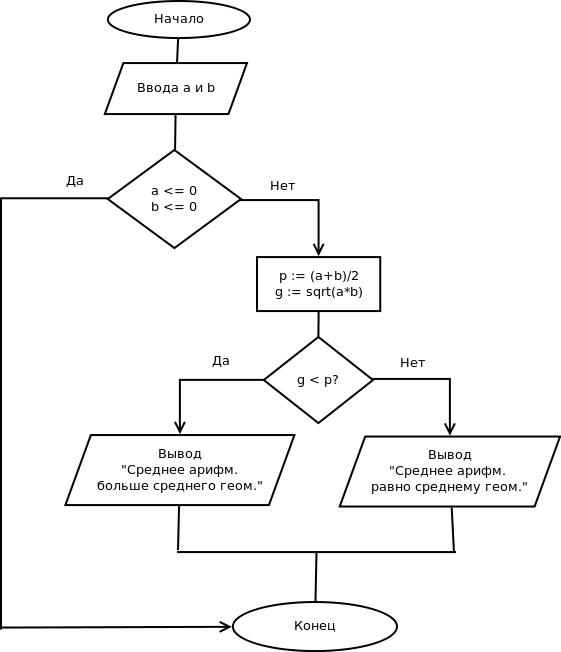 Начало
Ввода a и b
Да
a <= 0
b <= 0
Нет
p := (a+b)/2
g := sqrt(a*b)
Да
g < p?
Нет
Вывод
"Среднее арифм.
больше среднего геом."
Вывод
"Среднее арифм.
равно среднему геом."
Конец